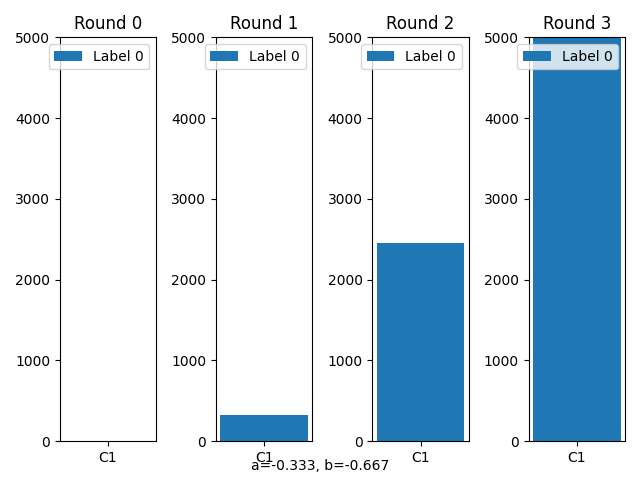 Round 0 Round 1 Round 2 Round 3
5000 5000 5000 5000
Label 0 Label 0 Label 0 Label 0
4000 4000 4000 4000
3000 3000 3000 3000
2000 2000 2000 2000
1000 1000 1000 1000
0 0 0 0
C1 C1 C1 C1
a=-0.333, b=-0.667